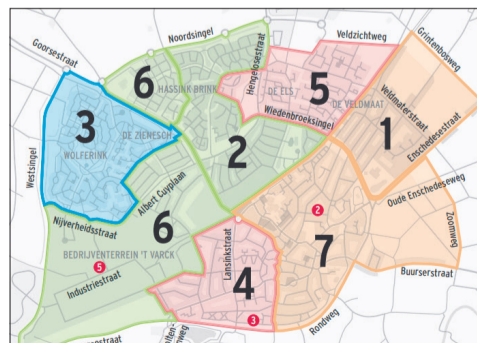 Noordsingel
Veldzichtweg
Grintenbosweg
Goorsestraat
6
HASSINK BRINK
Hengelosestraat
DE ELS
5
DE VELDMAAT
Veldmaterstraat
Enschedesestraat
1
3
DE ZIENESCH
WOLFERINK
Wiedenbroeksingel
2
Westsingel
Albert Cuyplaan
Oude Enschedeseweg
2
Nijverheidsstraat
6
7
Zoomweg
BEDRIJVENTERREIN 'T VARCK
5
Industriestraat
Lansinkstraat
4
Buurserstraat
3
Rondweg